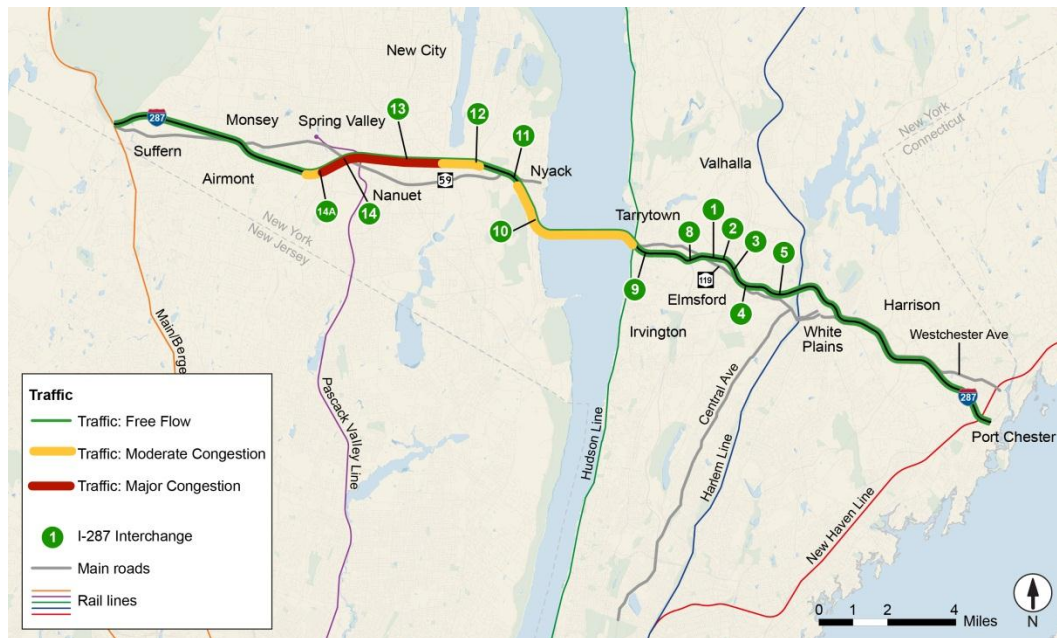 New City
13
12
287
Monsey
Spring Valley
11
New York
Connecticut
Suffern
59
Nyack
Valhalla
Airmont
Nanuet
14A
14
10
Tarrytown
1
8
2
3
5
New York
New Jersey
119
9
Elmsford
4
Harrison
Irvington
White
Plains
Westchester Ave
Main/Berge
Pascack Valley Line
Hudson Line
Central Ave
Harlem Line
287
Port Chester
New Haven Line
Traffic
Traffic: Free Flow
Traffic: Moderate Congestion
Traffic: Major Congestion
1 I-287 Interchange
Main roads
Rail lines
0 1 2 4
Miles
N